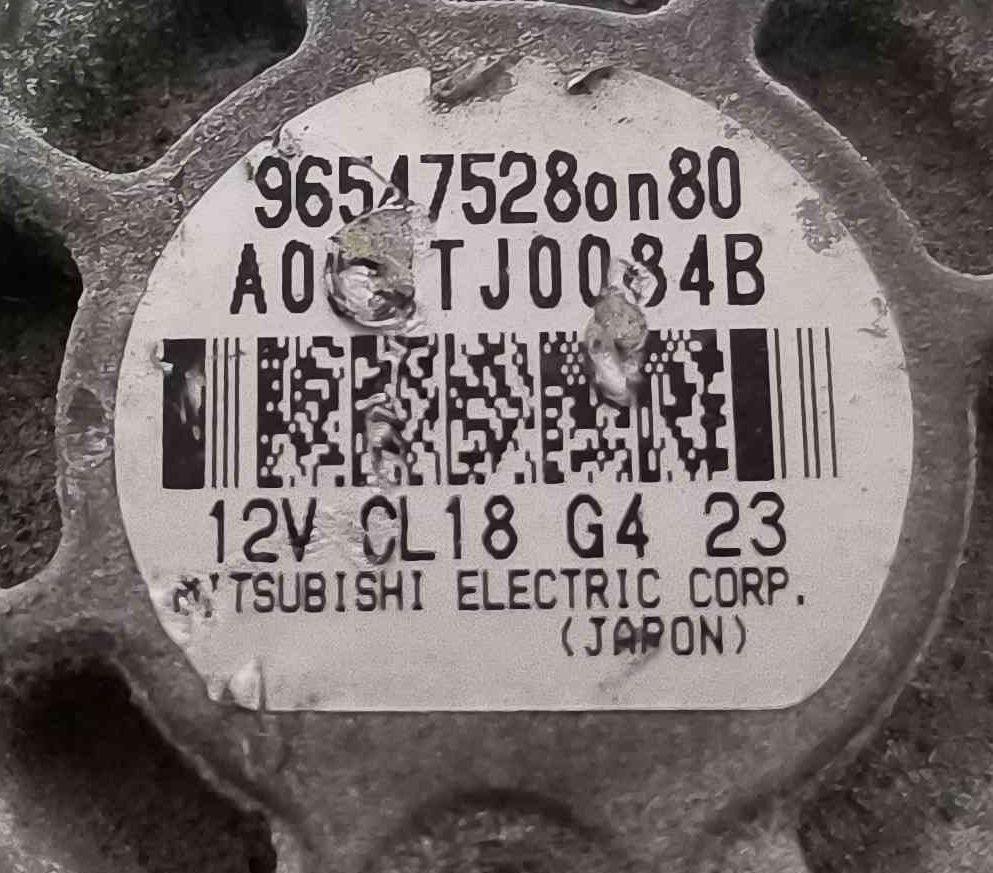 96547528on80
A0 TJ0084B
12V CL18 G4 23
MITSUBISHI ELECTRIC CORP.
(JAPON)